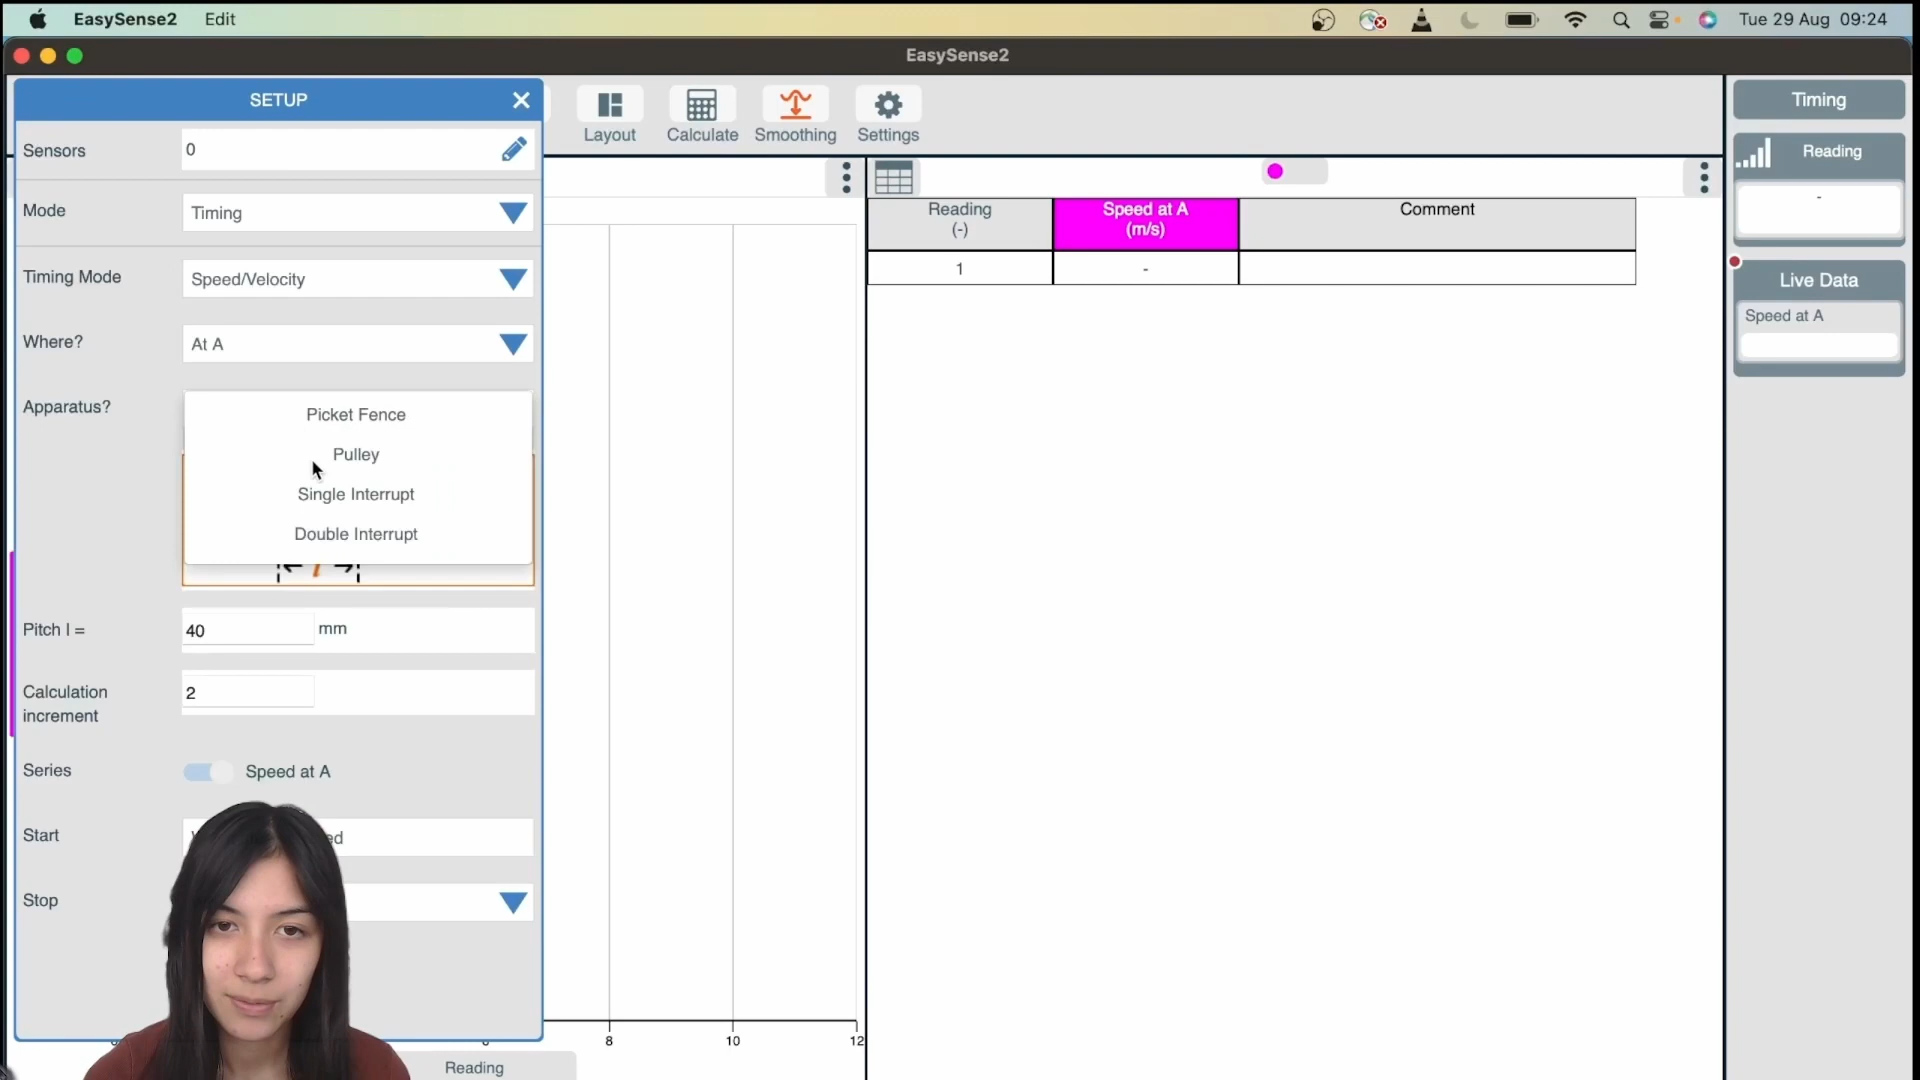 EasySense2 Edit Tue 29 Aug 09:24
EasySense2
SETUP
Layout Calculate Smoothing Settings
Timing
Sensors 0
Reading
-
Mode Timing
Reading
(-)
Speed at A
(m/s)
Comment
1 -
Timing Mode Speed/Velocity
Live Data
Speed at A
Where? At A
Apparatus?
Picket Fence
Pulley
Single Interrupt
Double Interrupt
Pitch l = 40 mm
Calculation
increment
2
Series Speed at A
Start
Stop
8 10 12
Reading